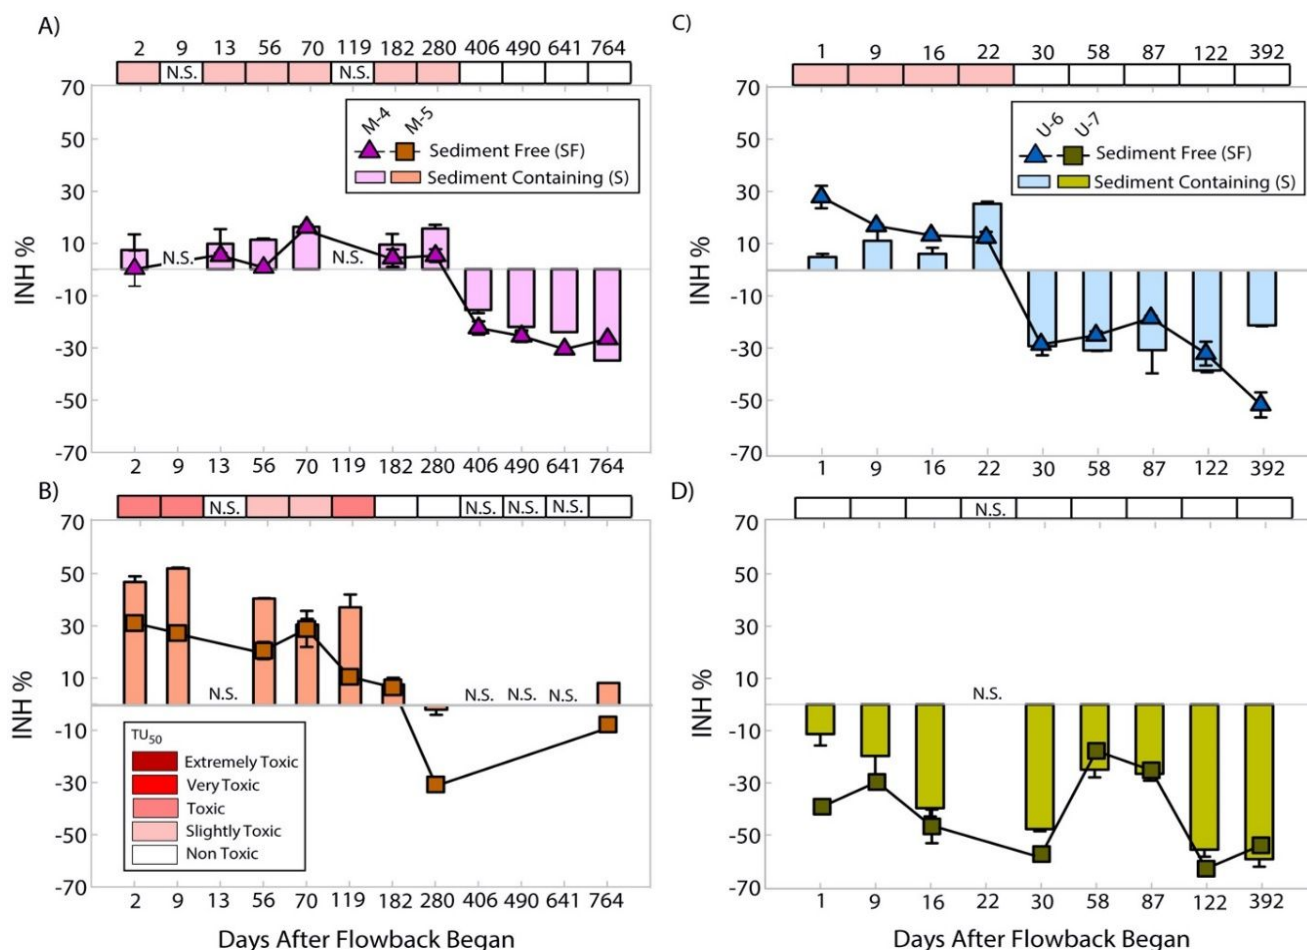 A)
2 9 13 56 70 119 182 280 406 490 641 764
N.S. N.S.
70
50
30
10
-10
-30
-50
-70
INH %
M-4 M-5
Sediment Free (SF)
Sediment Containing (S)
N.S. N.S.
2 9 13 56 70 119 182 280 406 490 641 764
B)
N.S. N.S. N.S. N.S.
70
50
30
10
-10
-30
-50
-70
INH %
N.S. N.S. N.S. N.S.
TU50
Extremely Toxic
Very Toxic
Toxic
Slightly Toxic
Non Toxic
2 9 56 70 119 182 280 406 490 641 764
Days After Flowback Began
C)
1 9 16 22 30 58 87 122 392
70
50
30
10
-10
-30
-50
-70
INH %
U-6 U-7
Sediment Free (SF)
Sediment Containing (S)
1 9 16 22 30 58 87 122 392
D)
N.S.
70
50
30
10
-10
-30
-50
-70
INH %
N.S.
1 9 16 22 30 58 87 122 392
Days After Flowback Began